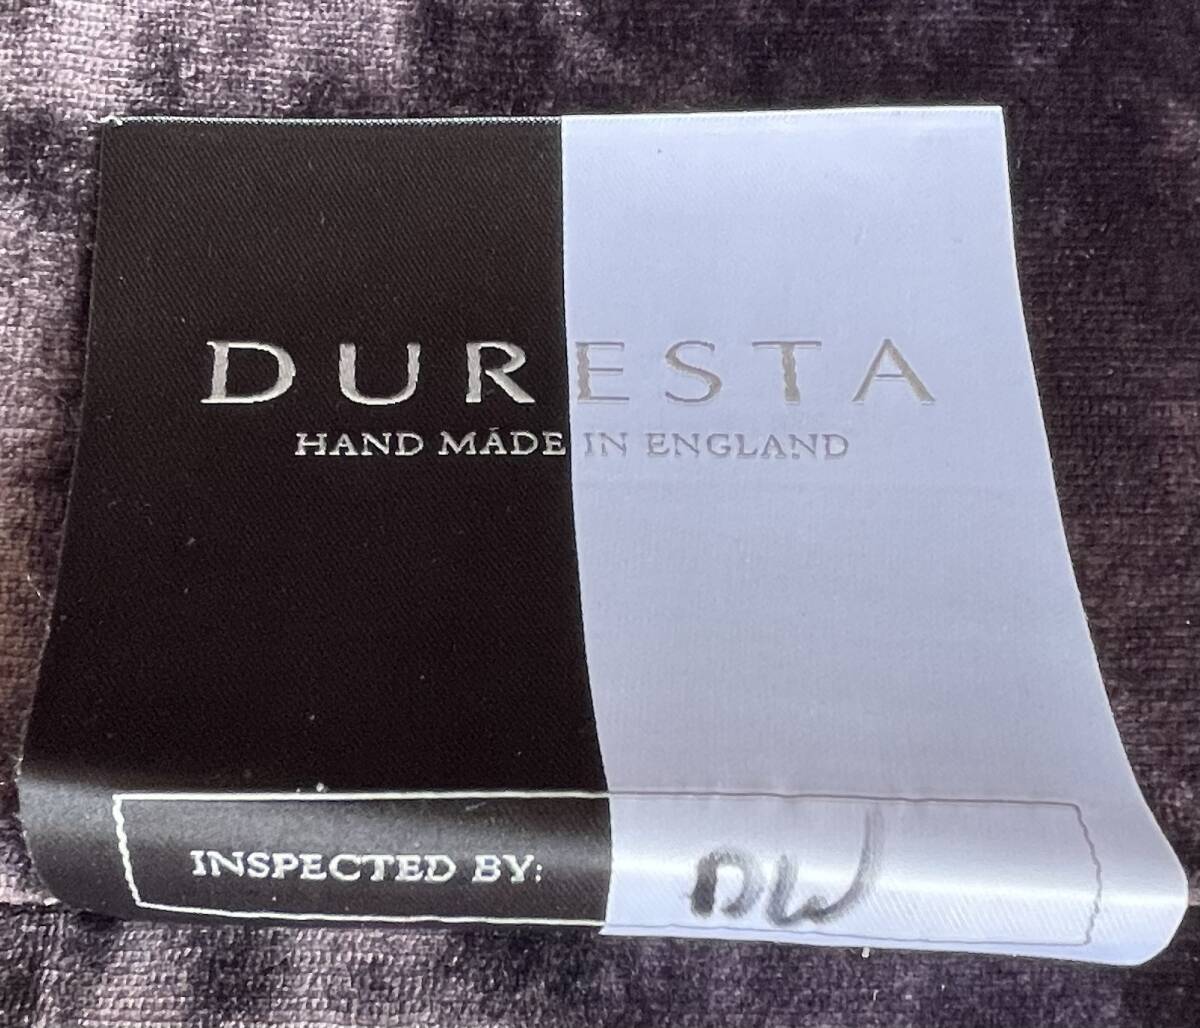 DURESTA
HAND MADE IN ENGLAND
INSPECTED BY: DW